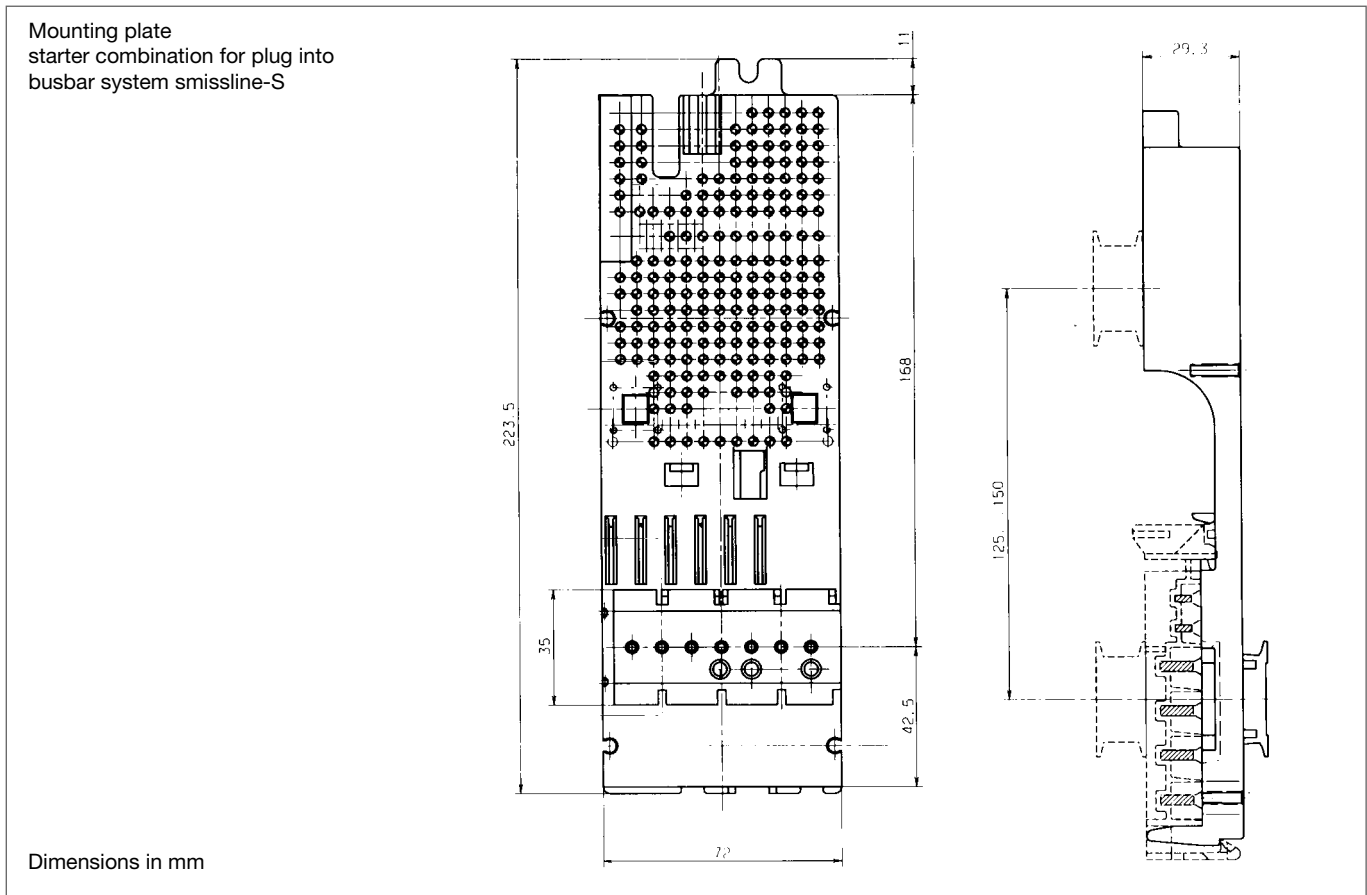 Mounting plate
starter combination for plug into
busbar system smissline-S
11
29.3
223.5
168
125...150
35
42.5
72
Dimensions in mm